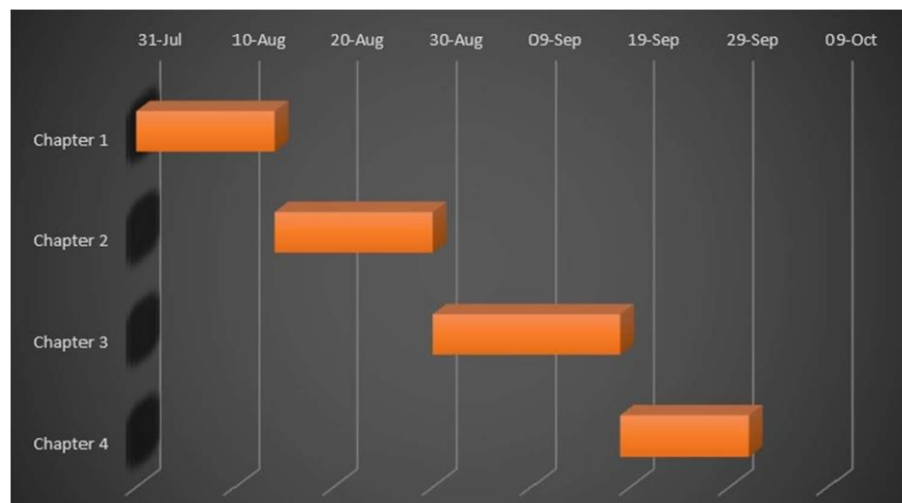 31-Jul 10-Aug 20-Aug 30-Aug 09-Sep 19-Sep 29-Sep 09-Oct
Chapter 1
Chapter 2
Chapter 3
Chapter 4